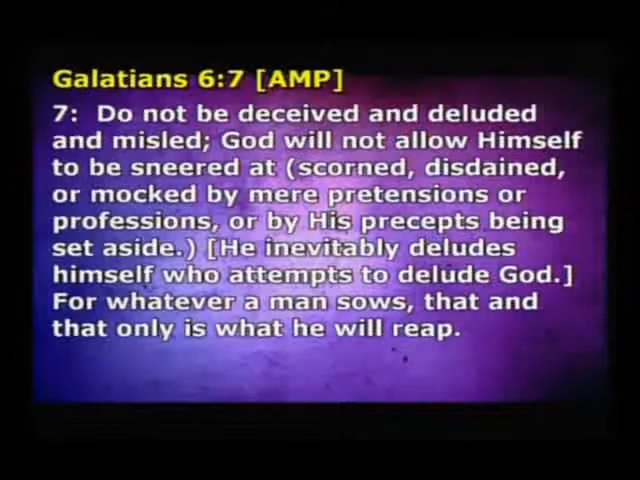 Galatians 6:7 [AMP]
7:  Do not be deceived and deluded
and misled; God will not allow Himself
to be sneered at (scorned, disdained,
or mocked by mere pretensions or
professions, or by His precepts being
set aside.) [He inevitably deludes
himself who attempts to delude God.]
For whatever a man sows, that and
that only is what he will reap.